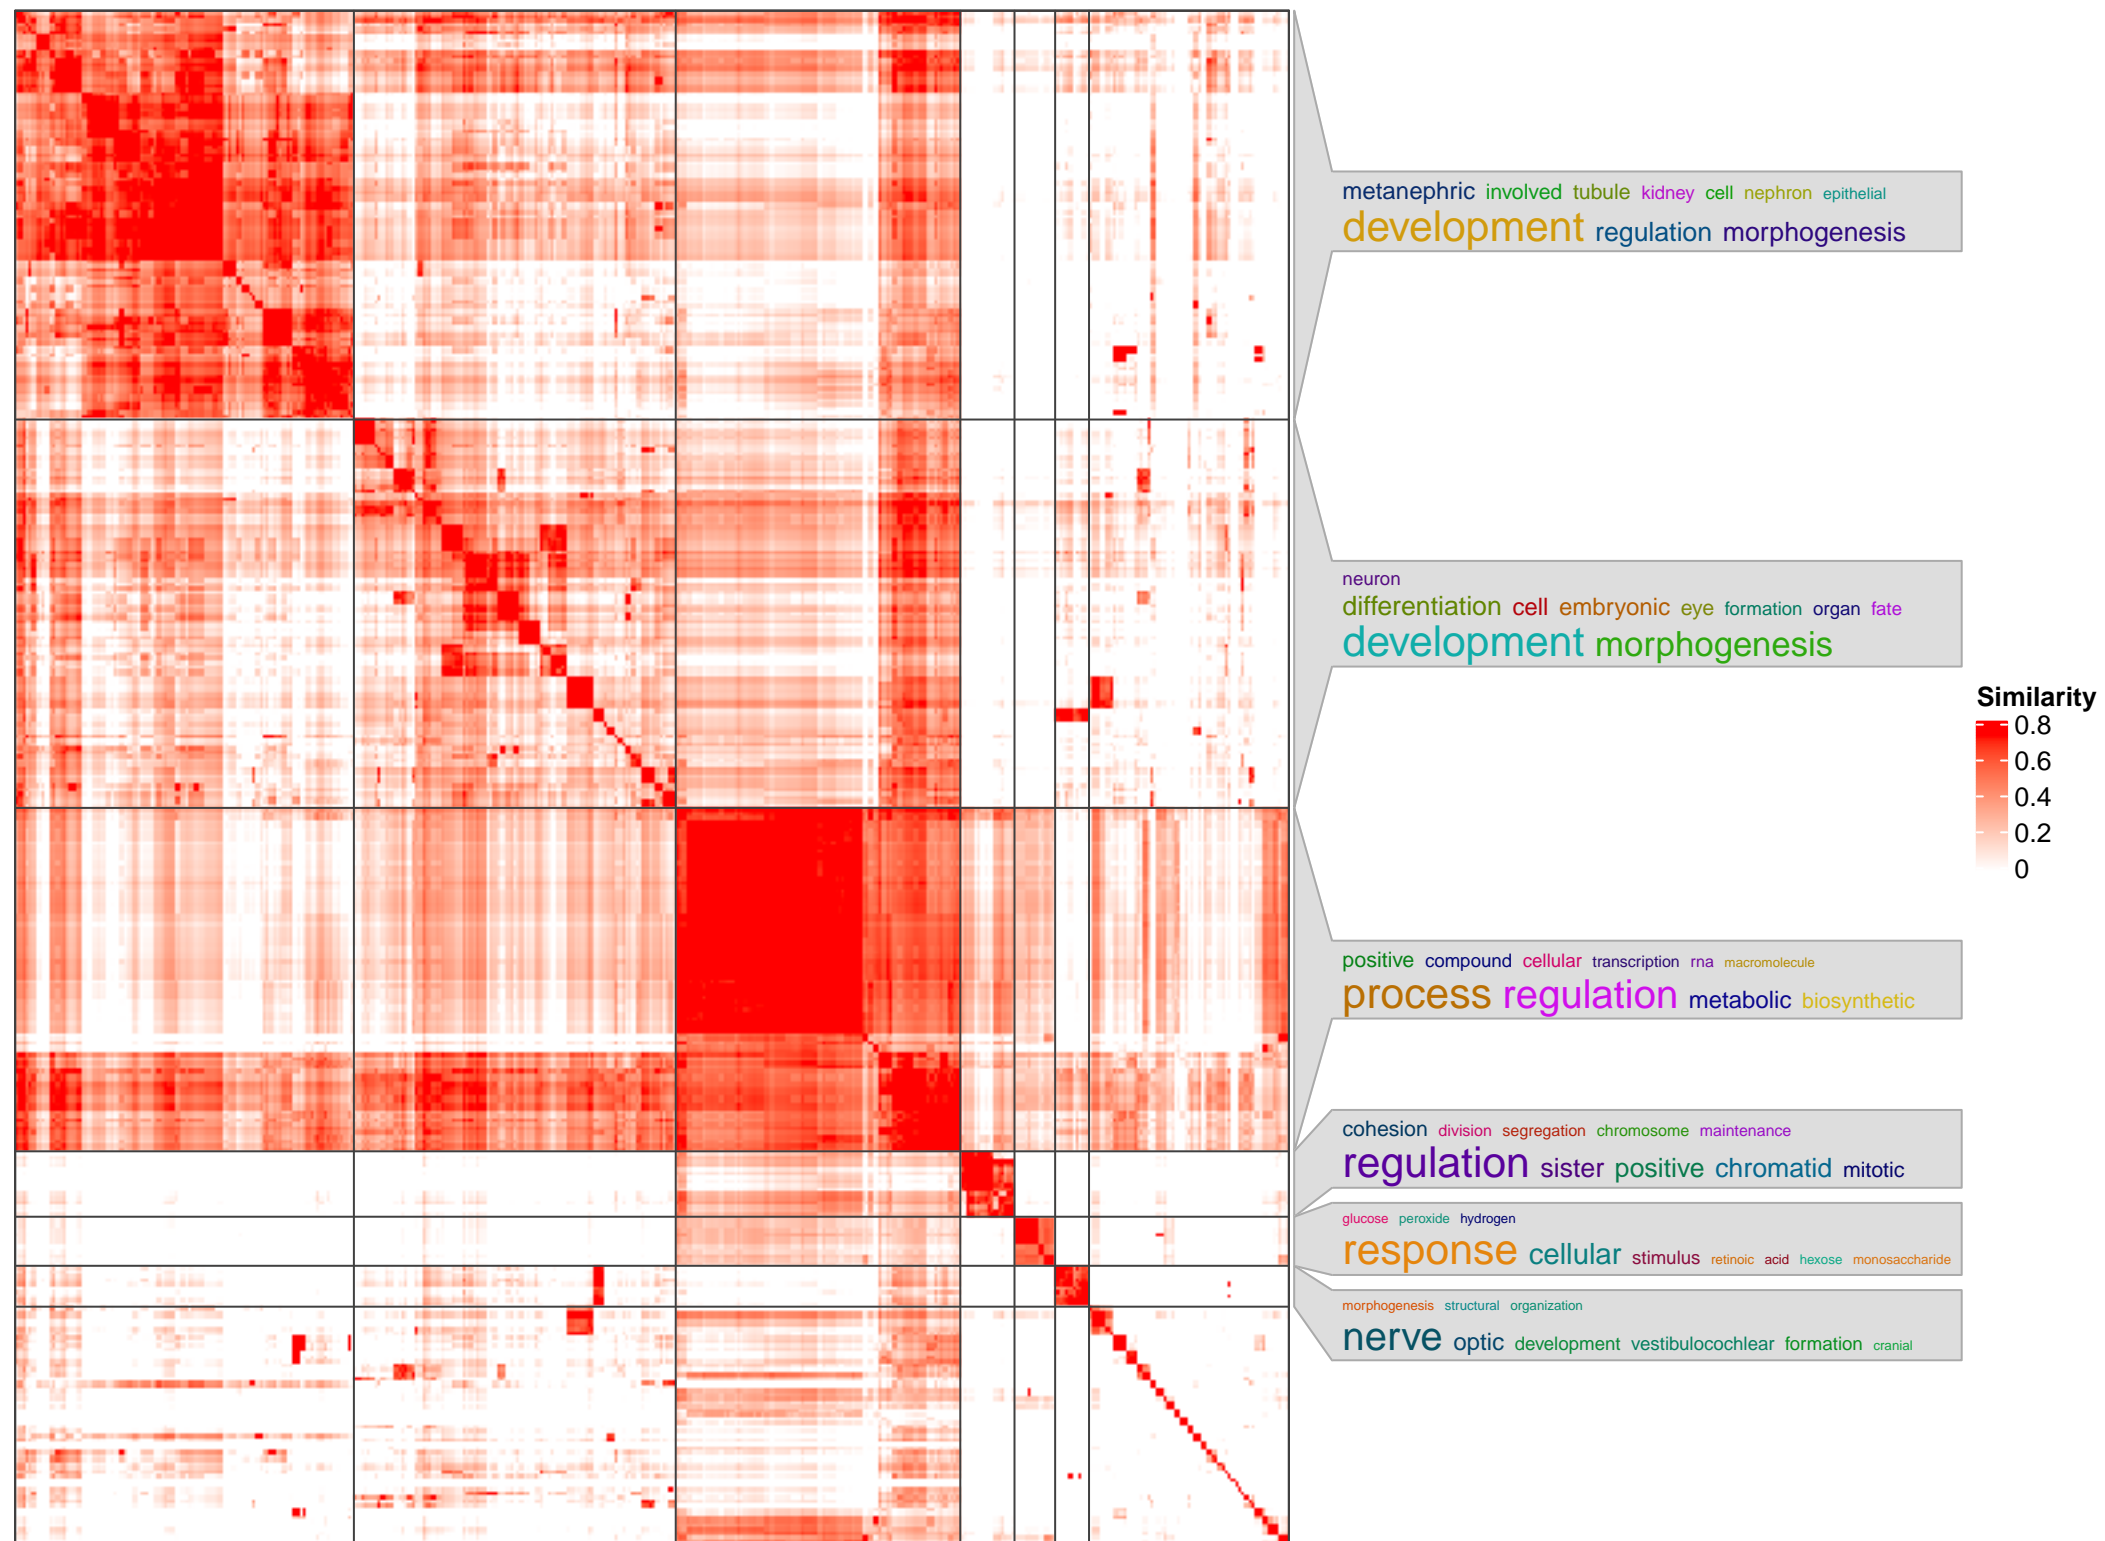 metanephric involved tubule kidney cell nephron epithelial
development regulation morphogenesis
neuron
differentiation cell embryonic eye formation organ fate
development morphogenesis
Similarity
0.8
0.6
0.4
0.2
0
positive compound cellular transcription rna macromolecule
process regulation metabolic biosynthetic
cohesion division segregation chromosome maintenance
regulation sister positive chromatid mitotic
glucose peroxide hydrogen
response cellular stimulus retinoic acid hexose monosaccharide
morphogenesis structural organization
nerve optic development vestibulocochlear formation cranial